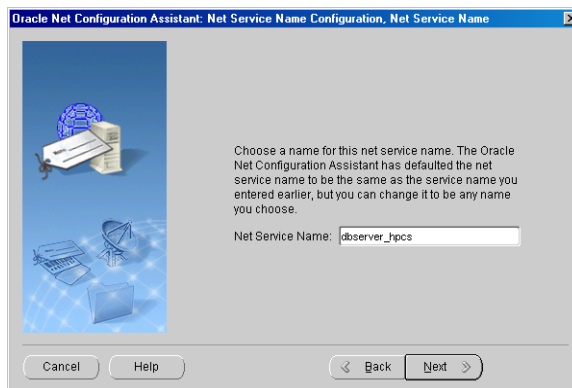 Oracle Net Configuration Assistant: Net Service Name Configuration, Net Service Name
Choose a name for this net service name. The Oracle
Net Configuration Assistant has defaulted the net
service name to be the same as the service name you
entered earlier, but you can change it to be any name
you choose.
Net Service Name: dbserver_hpcs
Cancel
Help
Back
Next